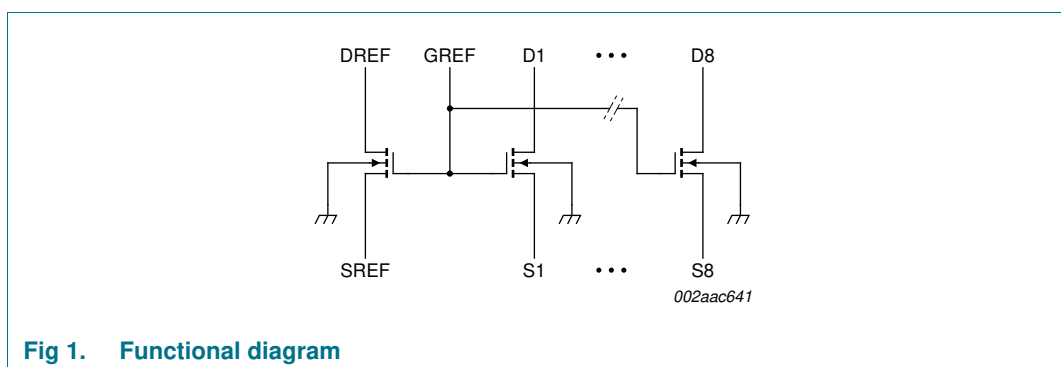 DREF GREF D1 • • • D8
SREF S1 • • • S8
002aac641
Fig 1. Functional diagram